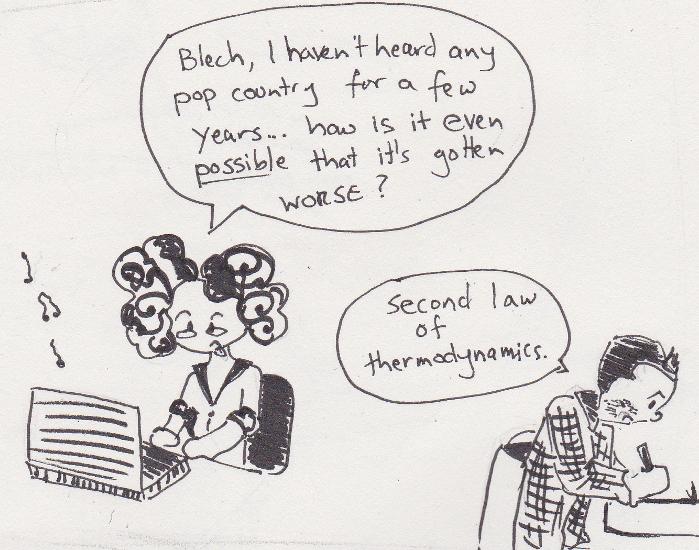 Blech, I haven't heard any
pop country for a few
years... how is it even
possible that it's gotten
worse?
second law
of
thermodynamics.